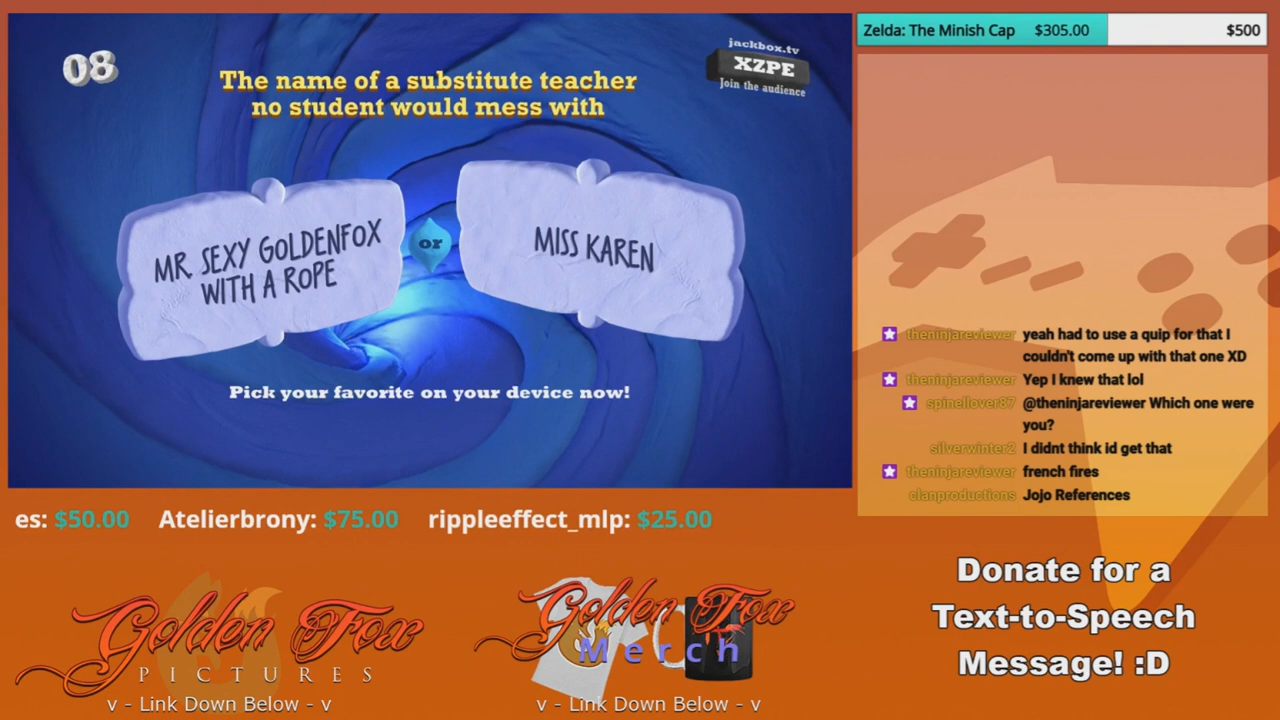 08
The name of a substitute teacher
no student would mess with
jackbox.tv
XZPE
Join the audience
MR. SEXY GOLDENFOX
WITH A ROPE
or
MISS KAREN
Pick your favorite on your device now!
Zelda: The Minish Cap $305.00 $500
theninjareviewer yeah had to use a quip for that I
couldn't come up with that one XD
theninjareviewer Yep I knew that lol
spinellover87 @theninjareviewer Which one were
you?
silverwinter2 I didnt think id get that
theninjareviewer french fires
clanproductions Jojo References
es: $50.00 Atelierbrony: $75.00 rippleeffect_mlp: $25.00
Golden Fox
PICTURES
v - Link Down Below - v
Golden Fox
Merch
v - Link Down Below - v
Donate for a
Text-to-Speech
Message! :D